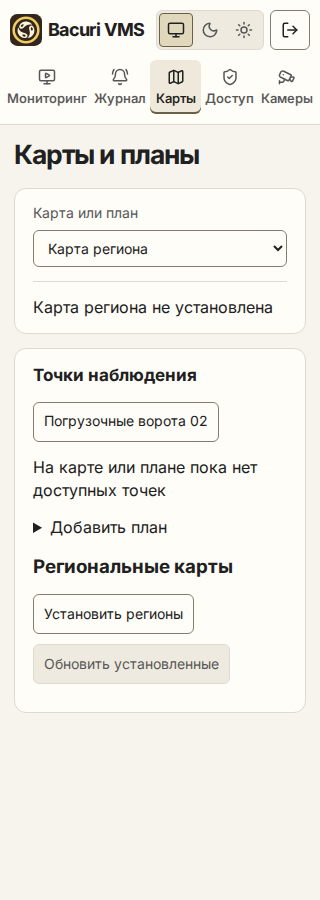 Bacuri VMS
Мониторинг
Журнал
Карты
Доступ
Камеры
Карты и планы
Карта или план
Карта региона
Карта региона не установлена
Точки наблюдения
Погрузочные ворота 02
На карте или плане пока нет
доступных точек
Добавить план
Региональные карты
Установить регионы
Обновить установленные